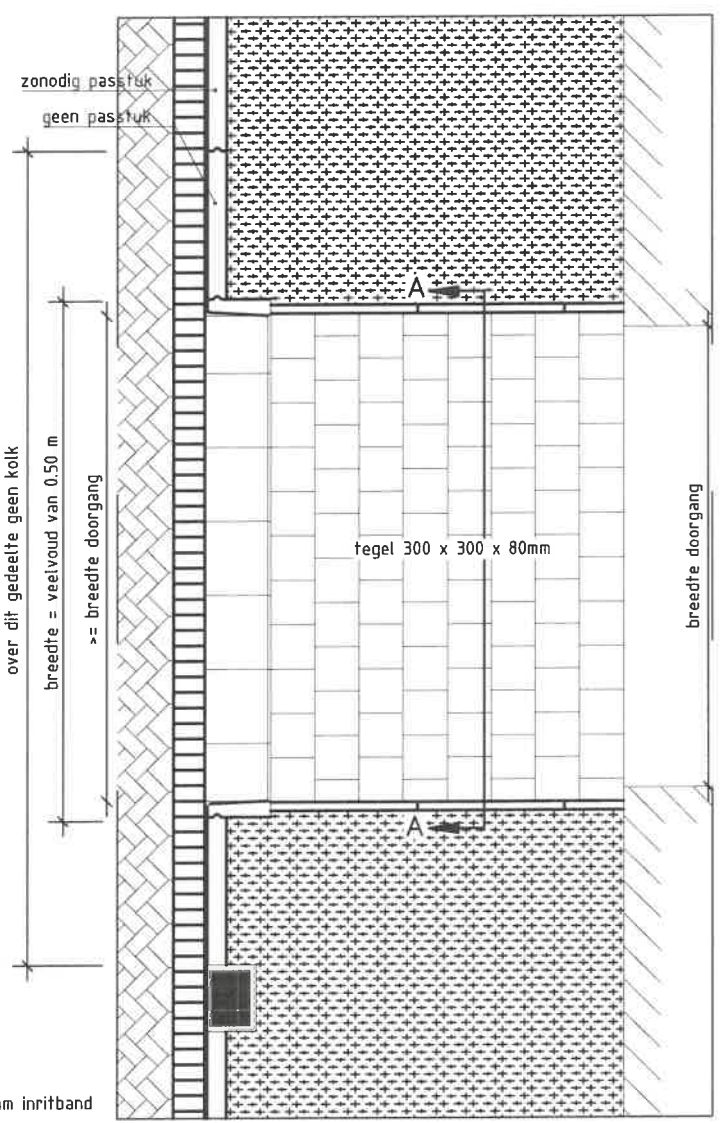 zonodig passtuk
geen passtuk
A
over dit gedeelte geen kolk
breedte = veelvoud van 0.50 m
>= breedte doorgang
tegel 300 x 300 x 80mm
breedte doorgang
A
inritband